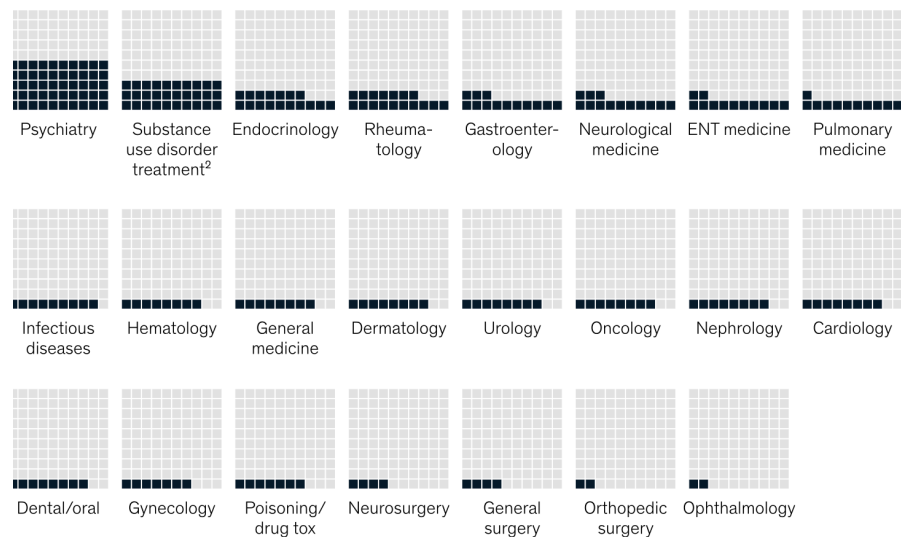 Psychiatry
Substance
use disorder
treatment²
Endocrinology
Rheuma-
tology
Gastroenter-
ology
Neurological
medicine
ENT medicine
Pulmonary
medicine
Infectious
diseases
Hematology
General
medicine
Dermatology
Urology
Oncology
Nephrology
Cardiology
Dental/oral
Gynecology
Poisoning/
drug tox
Neurosurgery
General
surgery
Orthopedic
surgery
Ophthalmology